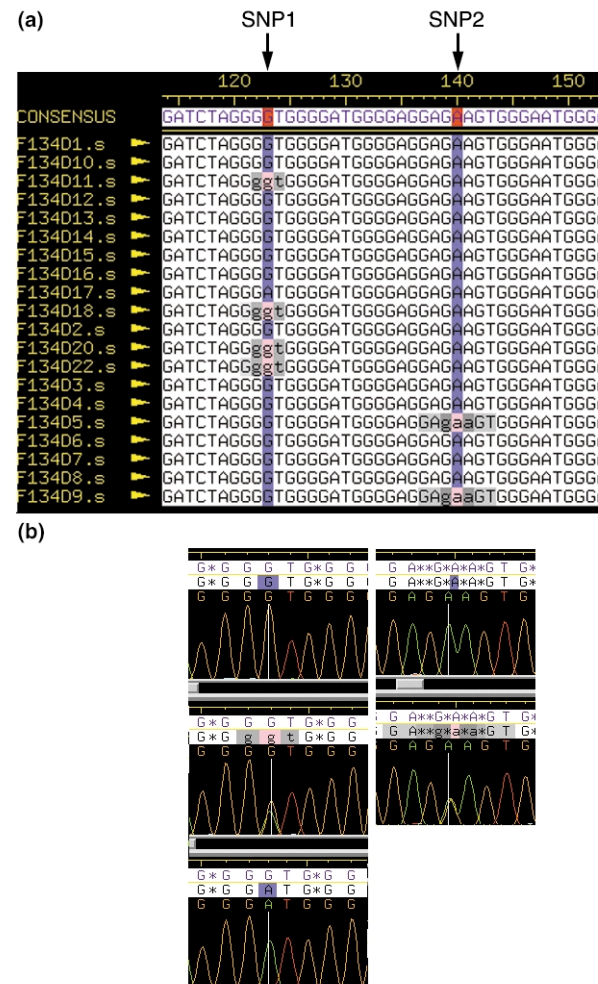 (a)
SNP1 SNP2
120 130 140 150
CONSENSUS GATCTAGGGGTGGGGATGGGGAGGAGAAGTGGGAATGGG
F134D1.s GATCTAGGGGTGGGGATGGGGAGGAGAAGTGGGAATGGG
F134D10.s GATCTAGGGGTGGGGATGGGGAGGAGAAGTGGGAATGGG
F134D11.s GATCTAGGggtGGGGATGGGGAGGAGAAGTGGGAATGGG
F134D12.s GATCTAGGGGTGGGGATGGGGAGGAGAAGTGGGAATGGG
F134D13.s GATCTAGGGGTGGGGATGGGGAGGAGAAGTGGGAATGGG
F134D14.s GATCTAGGGGTGGGGATGGGGAGGAGAAGTGGGAATGGG
F134D15.s GATCTAGGGGTGGGGATGGGGAGGAGAAGTGGGAATGGG
F134D16.s GATCTAGGGGTGGGGATGGGGAGGAGAAGTGGGAATGGG
F134D17.s GATCTAGGGATGGGGATGGGGAGGAGAAGTGGGAATGGG
F134D18.s GATCTAGGggtGGGGATGGGGAGGAGAAGTGGGAATGGG
F134D2.s GATCTAGGGGTGGGGATGGGGAGGAGAAGTGGGAATGGG
F134D20.s GATCTAGGggtGGGGATGGGGAGGAGAAGTGGGAATGGG
F134D22.s GATCTAGGggtGGGGATGGGGAGGAGAAGTGGGAATGGG
F134D3.s GATCTAGGGGTGGGGATGGGGAGGAGAAGTGGGAATGGG
F134D4.s GATCTAGGGGTGGGGATGGGGAGGAGAAGTGGGAATGGG
F134D5.s GATCTAGGGGTGGGGATGGGGAGGAgaaGTGGGAATGGG
F134D6.s GATCTAGGGGTGGGGATGGGGAGGAGAAGTGGGAATGGG
F134D7.s GATCTAGGGGTGGGGATGGGGAGGAGAAGTGGGAATGGG
F134D8.s GATCTAGGGGTGGGGATGGGGAGGAGAAGTGGGAATGGG
F134D9.s GATCTAGGGGTGGGGATGGGGAGGAgaaGTGGGAATGGG
(b)
G*G G G T G*G G
G*G G G T G*G G
G G G G T G G G
G A**G*A*A*G T G
G A**G*A*A*G T G
G A G A A G T G
G*G G G T G*G G
G*G g g t G*G G
G G G G T G G G
G A**G*A*A*G T G
G A**g*a*a*G T G
G A G A A G T G
G*G G G T G*G G
G*G G A T G*G G
G G G A T G G G